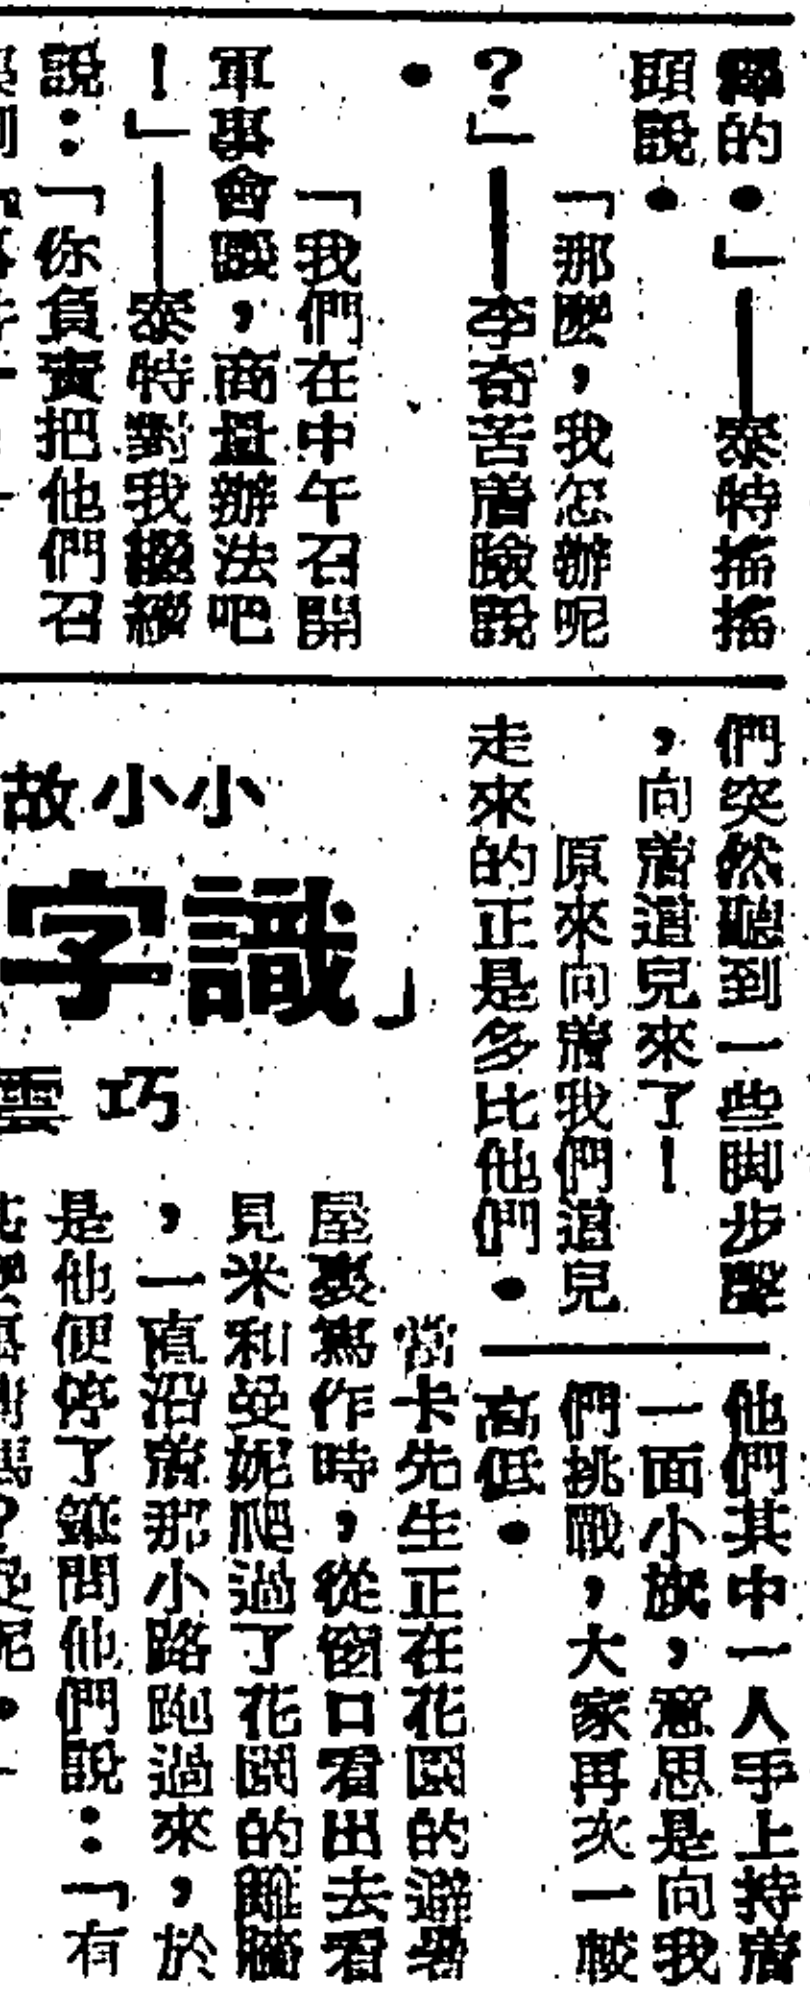 的●」——泰特搖搖
頭說●
「那麼，我怎辦呢
？」——李奇苦着臉說
●
「我們在中午召開
軍事會議，商量辦法吧
！」——泰特對我繼續
說：「你負責把他們召
們突然聽到一些脚步聲
，向着這兒來了！
原來向着我們這兒
走來的正是多比他們●
他們其中一人手上持着
一面小旗，意思是向我
們挑戰，大家再次一較
高低●
小小故
識字
巧雲
當卡先生正在花園的避暑
屋裏寫作時，從窗口看出去看
見米和曼妮爬過了花園的籬牆
，一直沿着那小路跑過來，於
是他便停了筆問他們說：「有